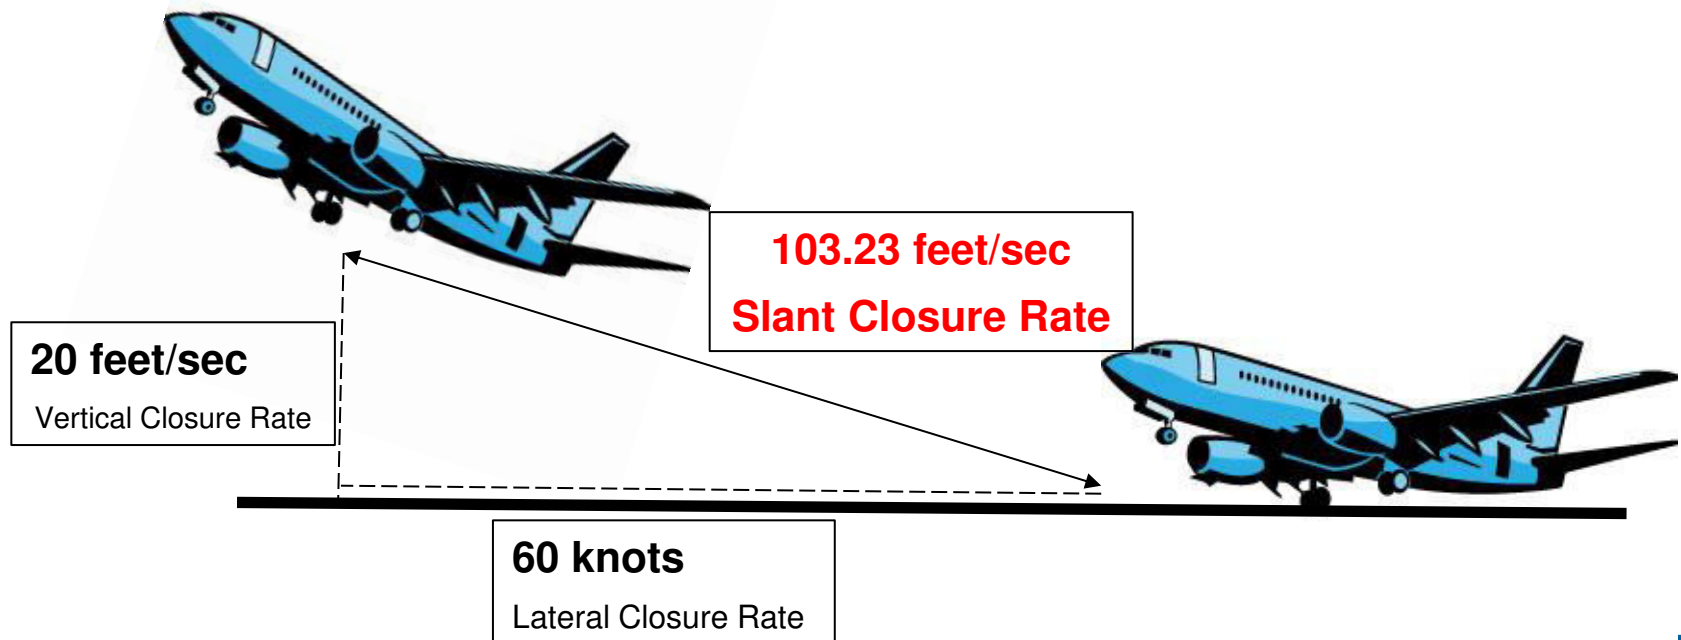 103.23 feet/sec
Slant Closure Rate
20 feet/sec
Vertical Closure Rate
60 knots
Lateral Closure Rate